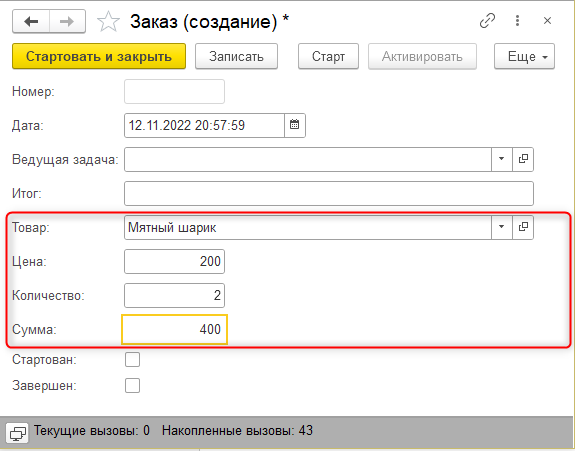 Заказ (создание) *
Стартовать и закрыть Записать Старт Активировать Еще
Номер:
Дата: 12.11.2022 20:57:59
Ведущая задача:
Итог:
Товар: Мятный шарик
Цена: 200
Количество: 2
Сумма: 400
Стартован:
Завершен:
Текущие вызовы: 0 Накопленные вызовы: 43